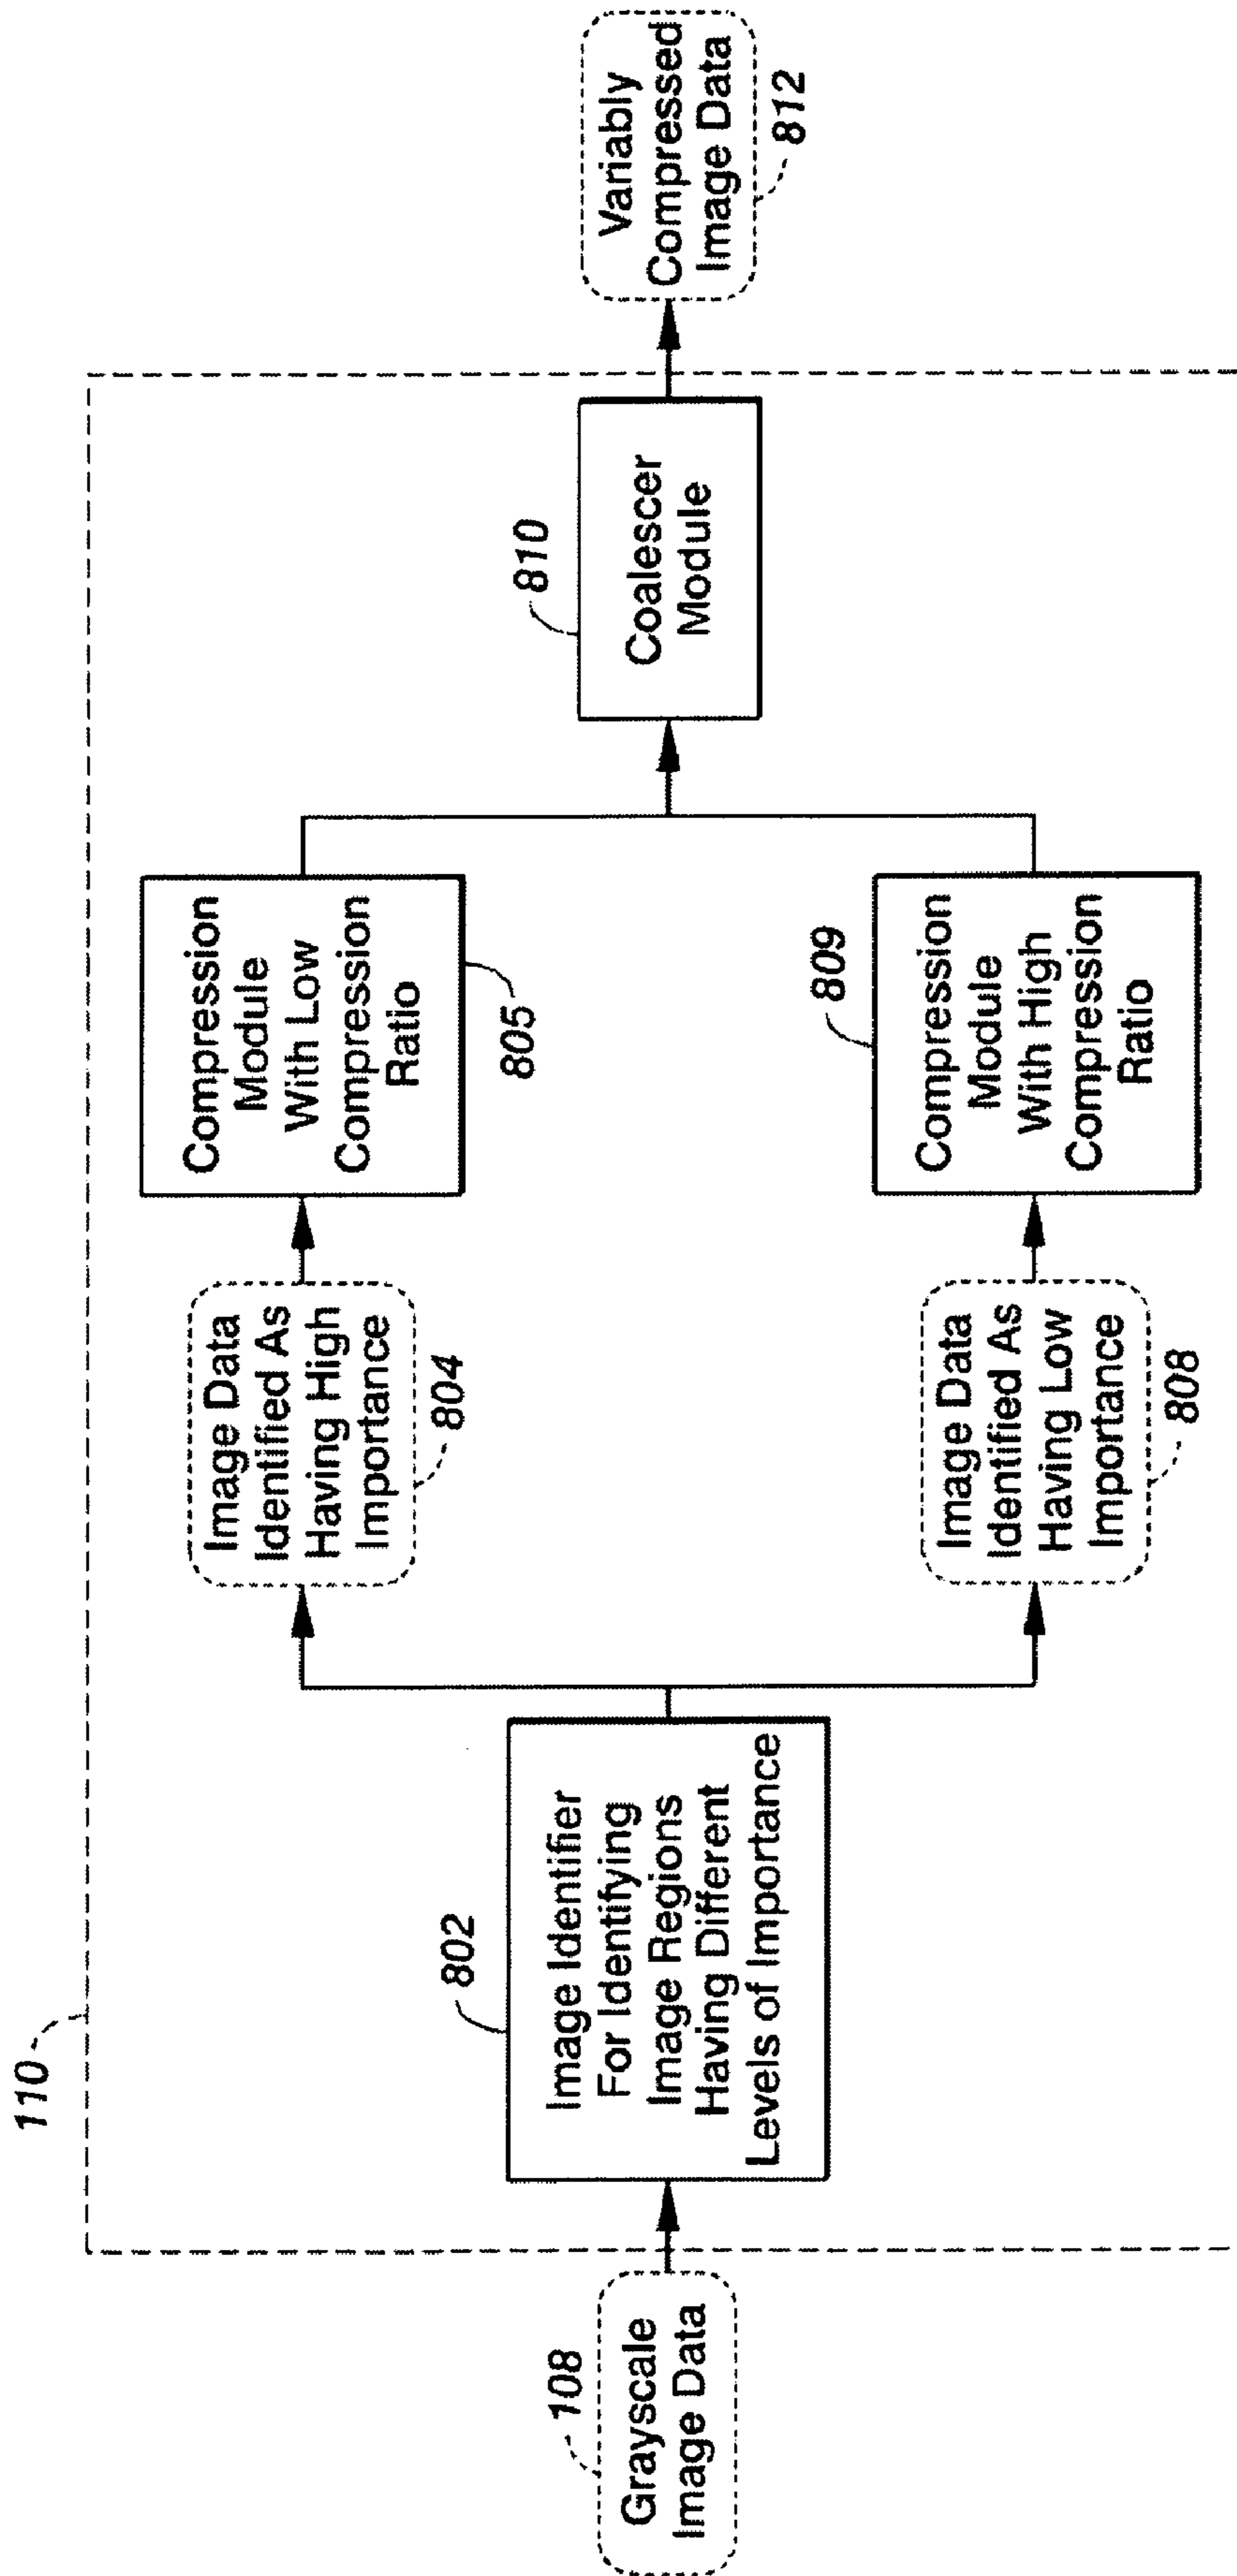 110
108
Grayscale
Image Data
802
Image Identifier
For Identifying
Image Regions
Having Different
Levels of Importance
Image Data
Identified As
Having High
Importance
804
Compression
Module
With Low
Compression
Ratio
805
Image Data
Identified As
Having Low
Importance
808
809
Compression
Module
With High
Compression
Ratio
810
Coalescer
Module
Variably
Compressed
Image Data
812